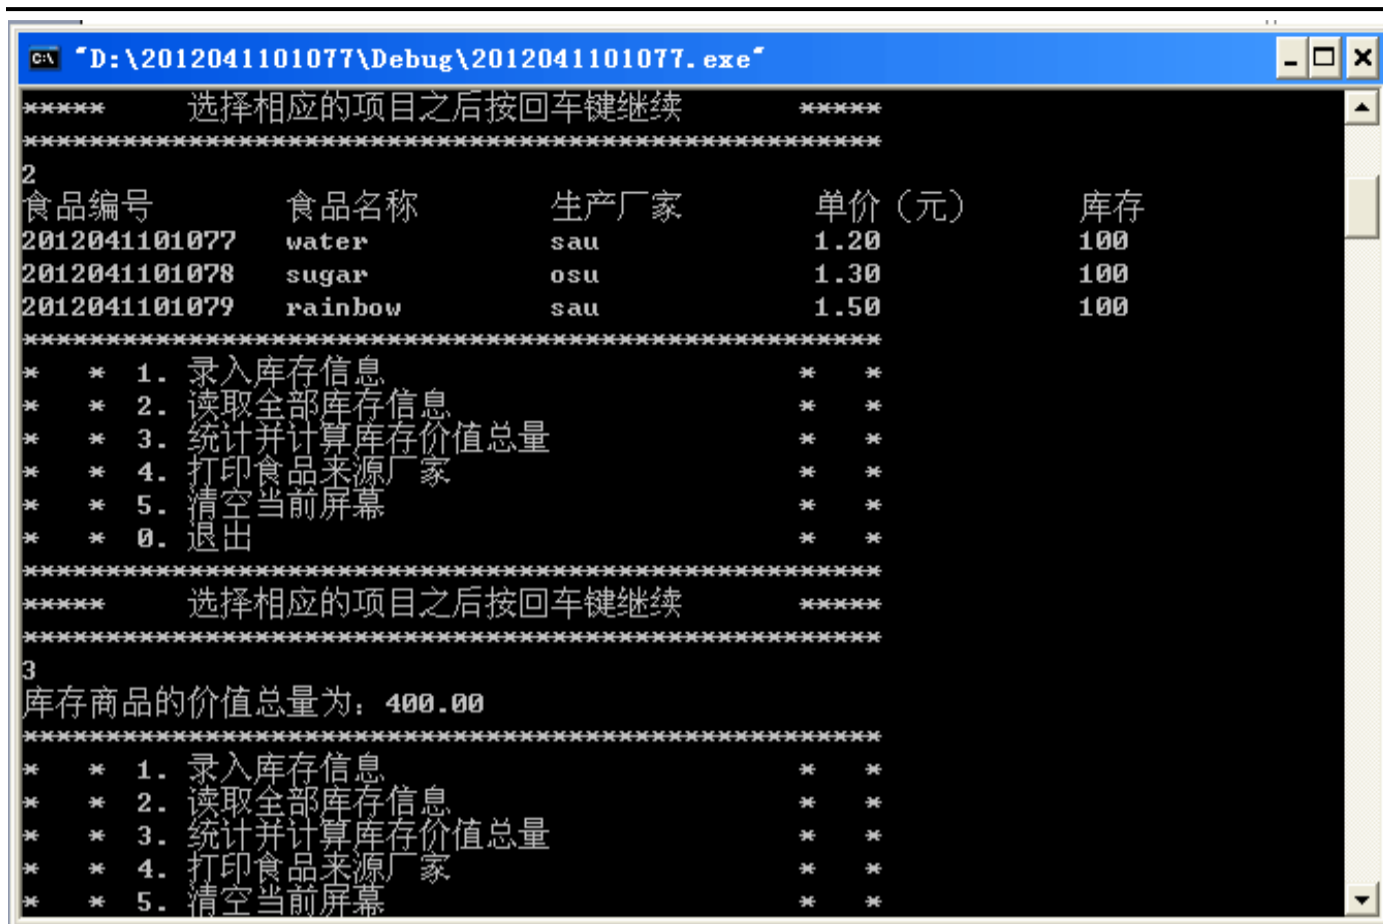 "D:\2012041101077\Debug\2012041101077.exe"
***** 选择相应的项目之后按回车键继续 *****
****************************************************
2
食品编号 食品名称 生产厂家 单价（元） 库存
2012041101077 water sau 1.20 100
2012041101078 sugar osu 1.30 100
2012041101079 rainbow sau 1.50 100
****************************************************
* * 1. 录入库存信息 * *
* * 2. 读取全部库存信息 * *
* * 3. 统计并计算库存价值总量 * *
* * 4. 打印食品来源厂家 * *
* * 5. 清空当前屏幕 * *
* * 0. 退出 * *
****************************************************
***** 选择相应的项目之后按回车键继续 *****
****************************************************
3
库存商品的价值总量为：400.00
****************************************************
* * 1. 录入库存信息 * *
* * 2. 读取全部库存信息 * *
* * 3. 统计并计算库存价值总量 * *
* * 4. 打印食品来源厂家 * *
* * 5. 清空当前屏幕 * *